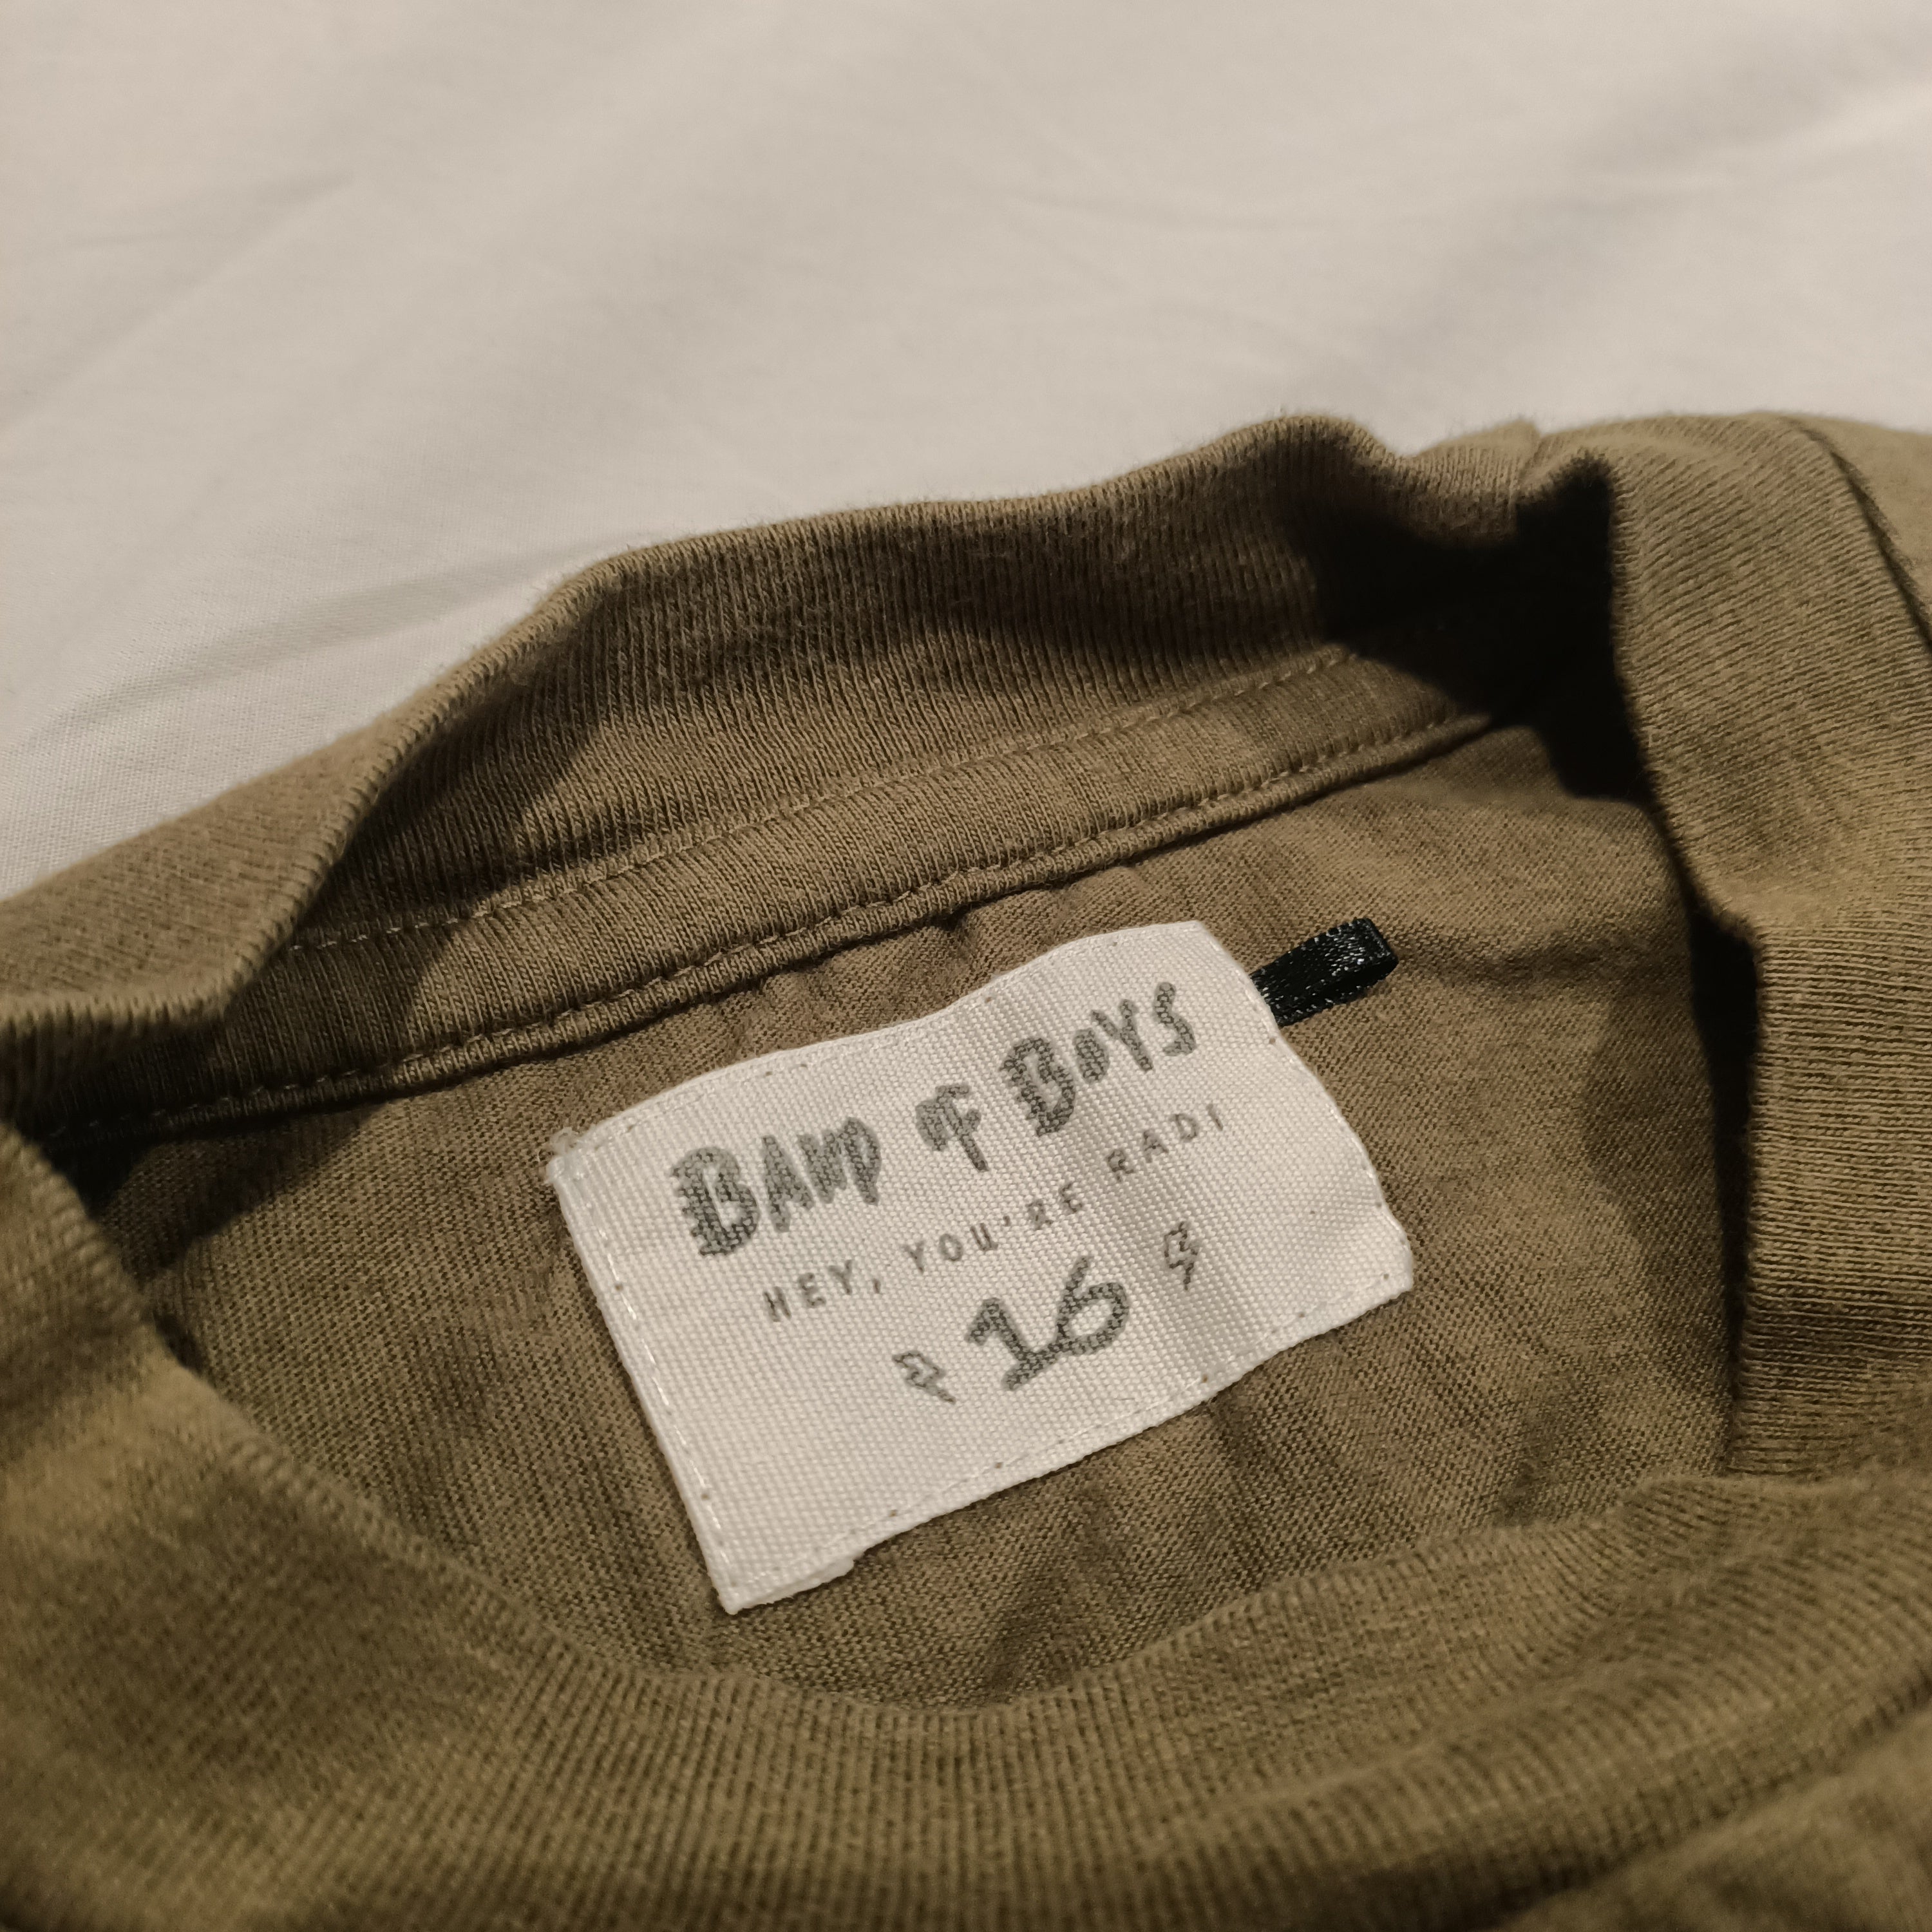 BAND OF BOYS
HEY, YOU'RE RAD!
16